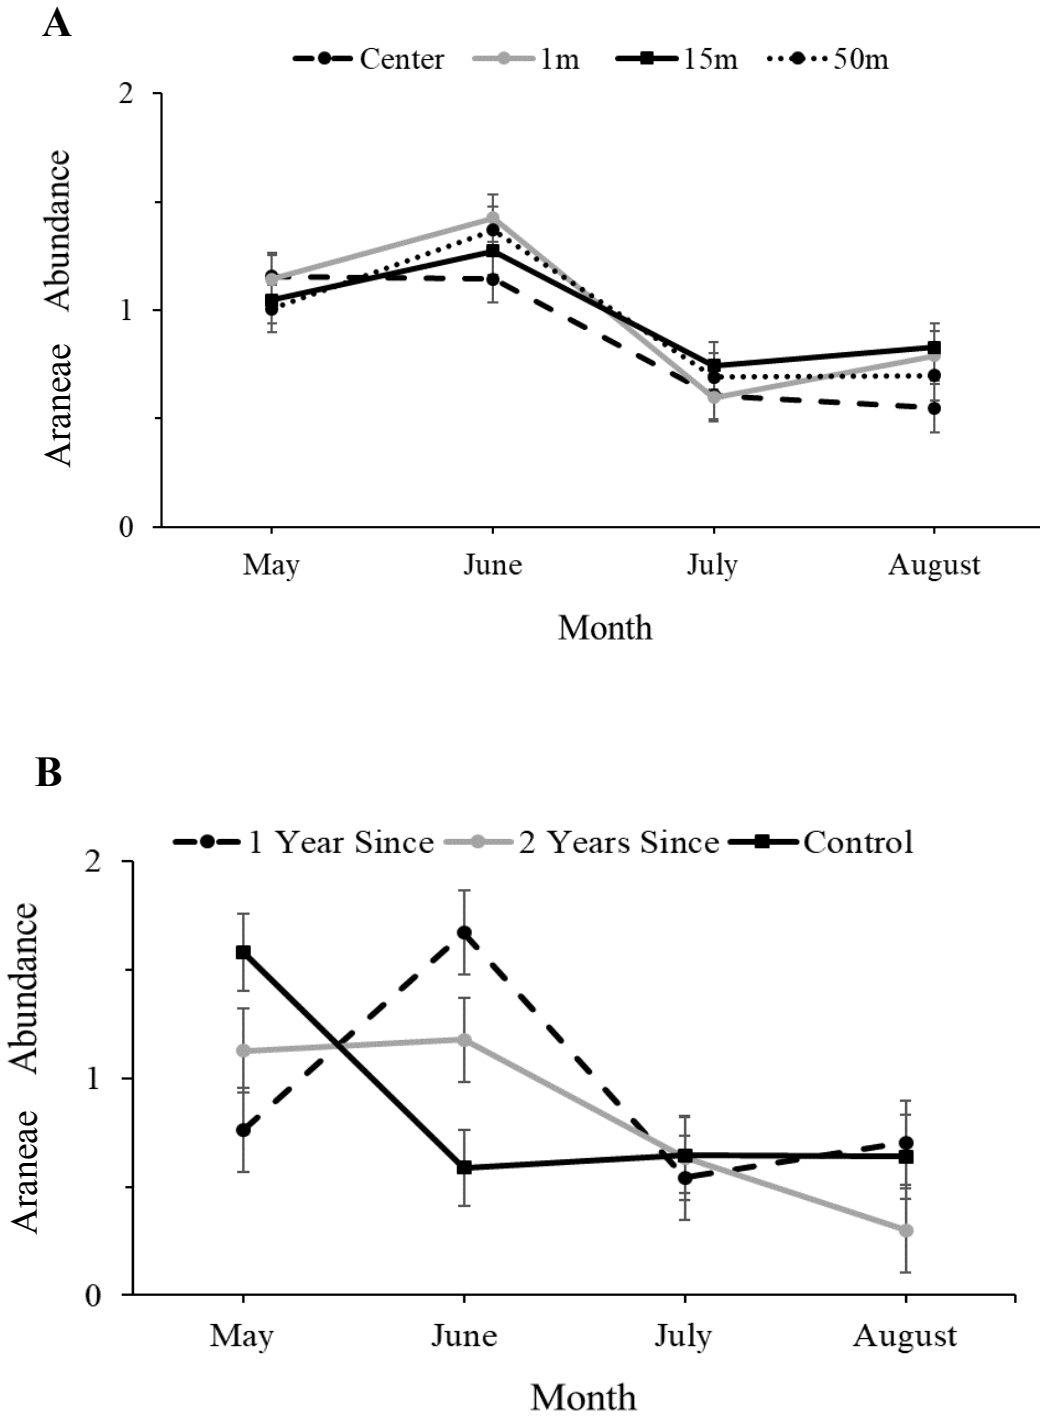 A
Center 1m 15m 50m
2
1
0
Araneae Abundance
May June July August
Month
B
1 Year Since 2 Years Since Control
2
1
0
Araneae Abundance
May June July August
Month